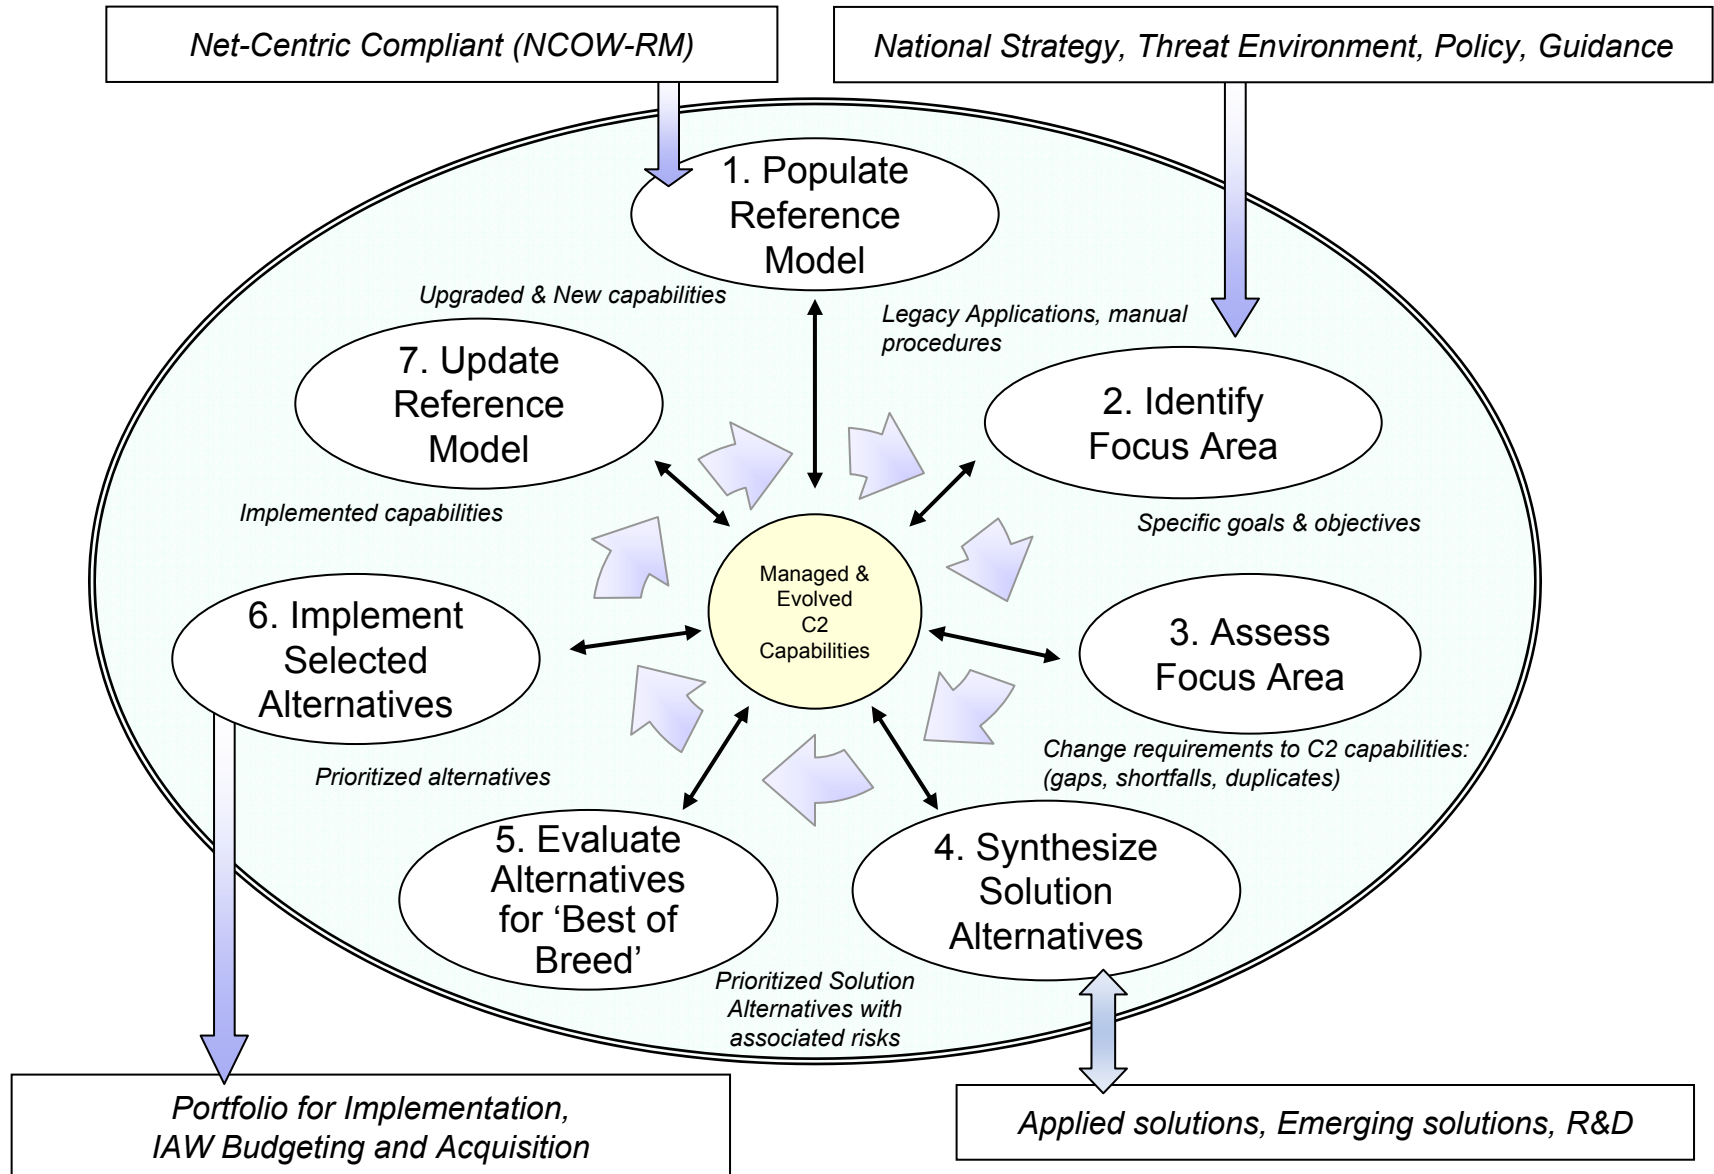 Net-Centric Compliant (NCOW-RM)
National Strategy, Threat Environment, Policy, Guidance
1. Populate
Reference
Model
Upgraded & New capabilities
Legacy Applications, manual
procedures
7. Update
Reference
Model
2. Identify
Focus Area
Implemented capabilities
Specific goals & objectives
Managed &
Evolved
C2
Capabilities
6. Implement
Selected
Alternatives
3. Assess
Focus Area
Change requirements to C2 capabilities:
(gaps, shortfalls, duplicates)
Prioritized alternatives
5. Evaluate
Alternatives
for ‘Best of
Breed’
4. Synthesize
Solution
Alternatives
Prioritized Solution
Alternatives with
associated risks
Portfolio for Implementation,
IAW Budgeting and Acquisition
Applied solutions, Emerging solutions, R&D